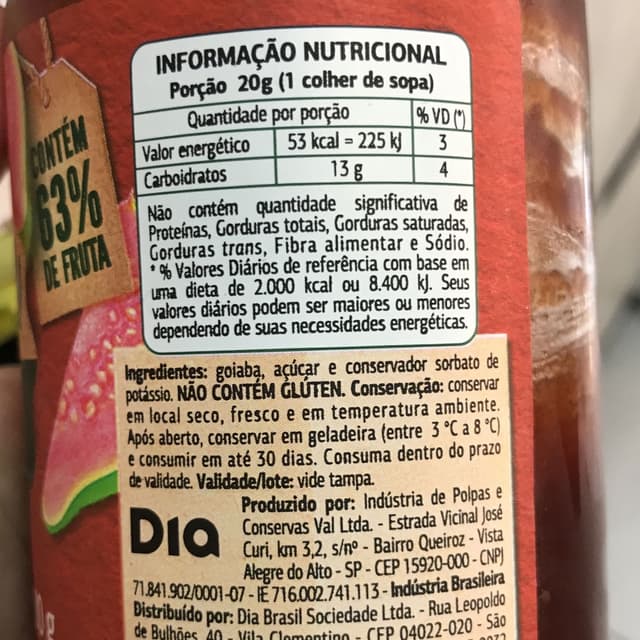 CONTÉM
63%
DE FRUTA
INFORMAÇÃO NUTRICIONAL
Porção 20g (1 colher de sopa)
Quantidade por porção % VD (*)
Valor energético 53 kcal = 225 kJ 3
Carboidratos 13 g 4
Não contém quantidade significativa de
Proteínas, Gorduras totais, Gorduras saturadas,
Gorduras trans, Fibra alimentar e Sódio.
* % Valores Diários de referência com base em
uma dieta de 2.000 kcal ou 8.400 kJ. Seus
valores diários podem ser maiores ou menores
dependendo de suas necessidades energéticas.
Ingredientes: goiaba, açúcar e conservador sorbato de
potássio. NÃO CONTÉM GLÚTEN. Conservação: conservar
em local seco, fresco e em temperatura ambiente.
Após aberto, conservar em geladeira (entre 3 °C a 8 °C)
e consumir em até 30 dias. Consuma dentro do prazo
de validade. Validade/lote: vide tampa.
Dia
Produzido por: Indústria de Polpas e
Conservas Val Ltda. - Estrada Vicinal José
Curi, km 3,2, s/nº - Bairro Queiroz - Vista
Alegre do Alto - SP - CEP 15920-000 - CNPJ
71.841.902/0001-07 - IE 716.002.741.113 - Indústria Brasileira
Distribuído por: Dia Brasil Sociedade Ltda. - Rua Leopoldo
de Bulhões, 40 - Vila Clementino - CEP 04022-020 - São